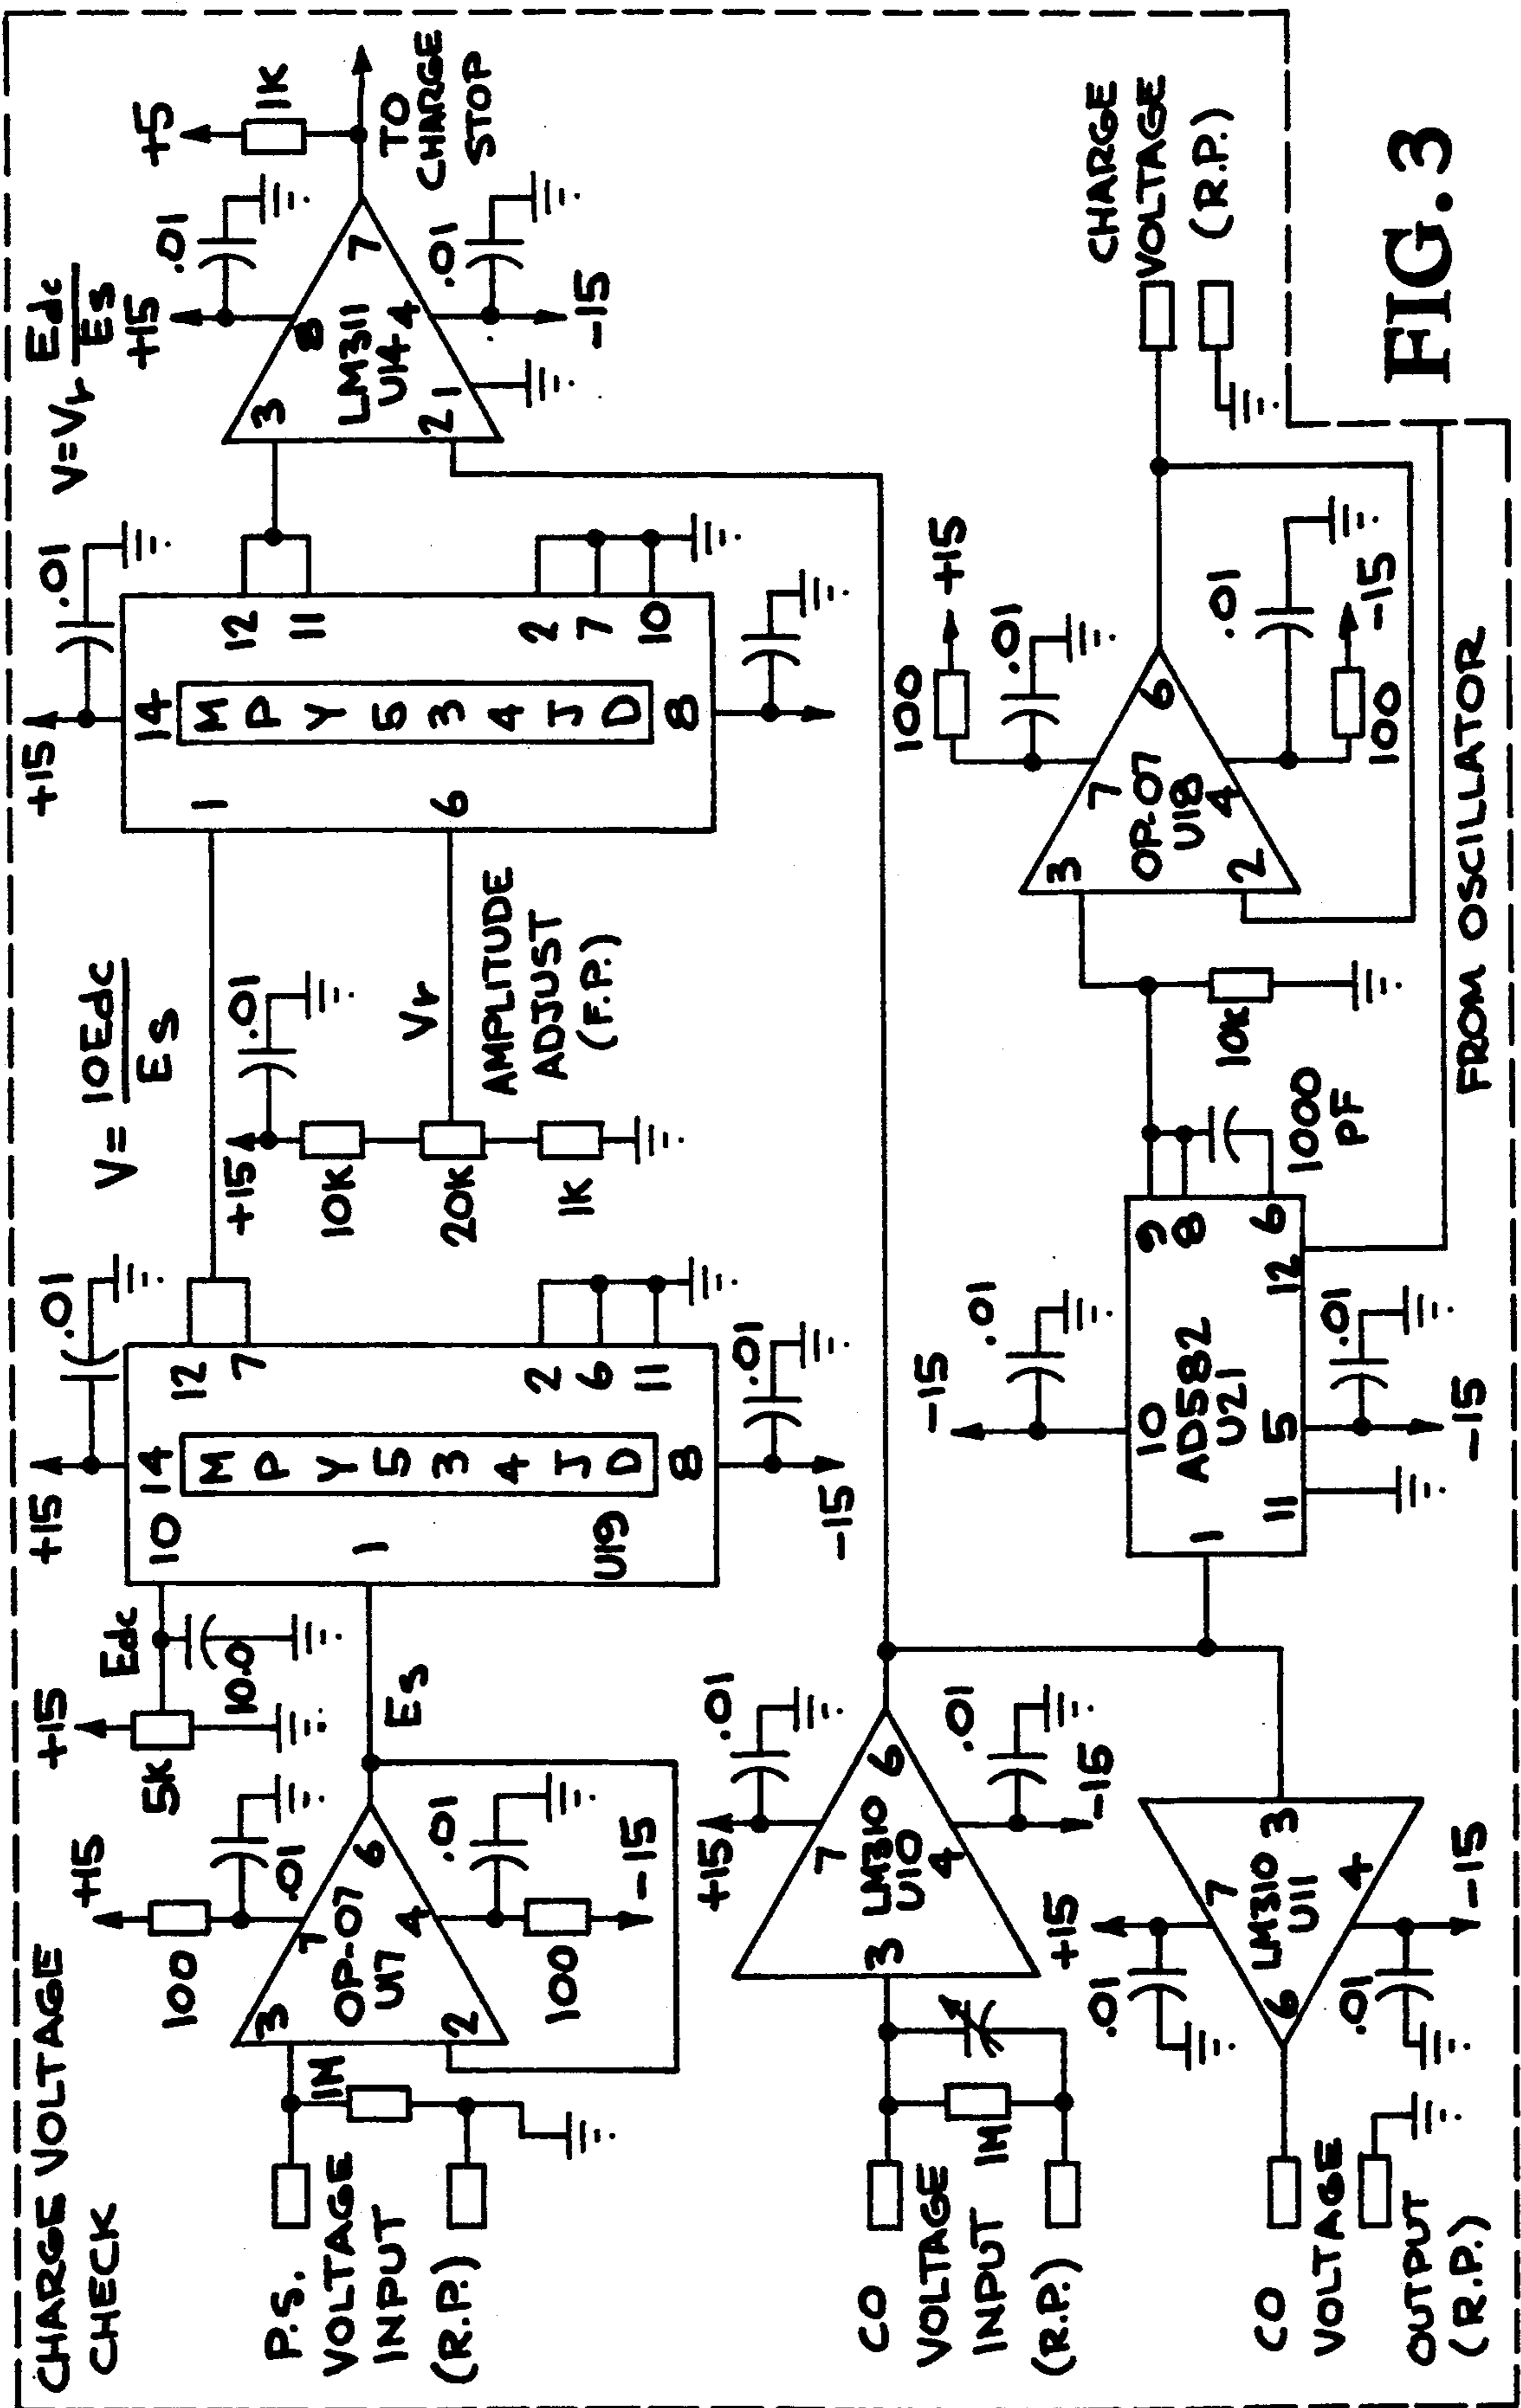 CHARGE VOLTAGE
CHECK
P.S.
VOLTAGE
INPUT
(R.P.)
1M
3
2
OP-07
U17
7
4
6
100
+15
.01
100
-15
.01
Es
+15
5K
Edc
10.0
10
1
U19
14
MPY534JD
8
+15
.01
-15
.01
12
7
2
6
11
V = 10Edc
Es
+15
.01
10K
20K
1K
Vr
AMPLITUDE
ADJUST
(F.P.)
1
6
14
MPY534JD
8
+15
.01
12
11
2
7
10
V=Vr Edc
Es
3
2
1
LM311
U14
8
4
7
+15
.01
-15
.01
+5
1K
TO
CHARGE
STOP
CO
VOLTAGE
INPUT
(R.P.)
1M
3
LM310
U10
7
4
6
+15
.01
-15
.01
CO
VOLTAGE
OUTPUT
(R.P.)
6
LM310
U11
7
4
3
+15
.01
-15
.01
1
11
10
AD582
U21
5
12
9
8
6
-15
.01
-15
.01
1000
PF
10K
3
2
OP-07
U18
7
4
6
100
+15
.01
100
-15
.01
FROM OSCILLATOR
CHARGE
VOLTAGE
(R.P.)
FIG. 3